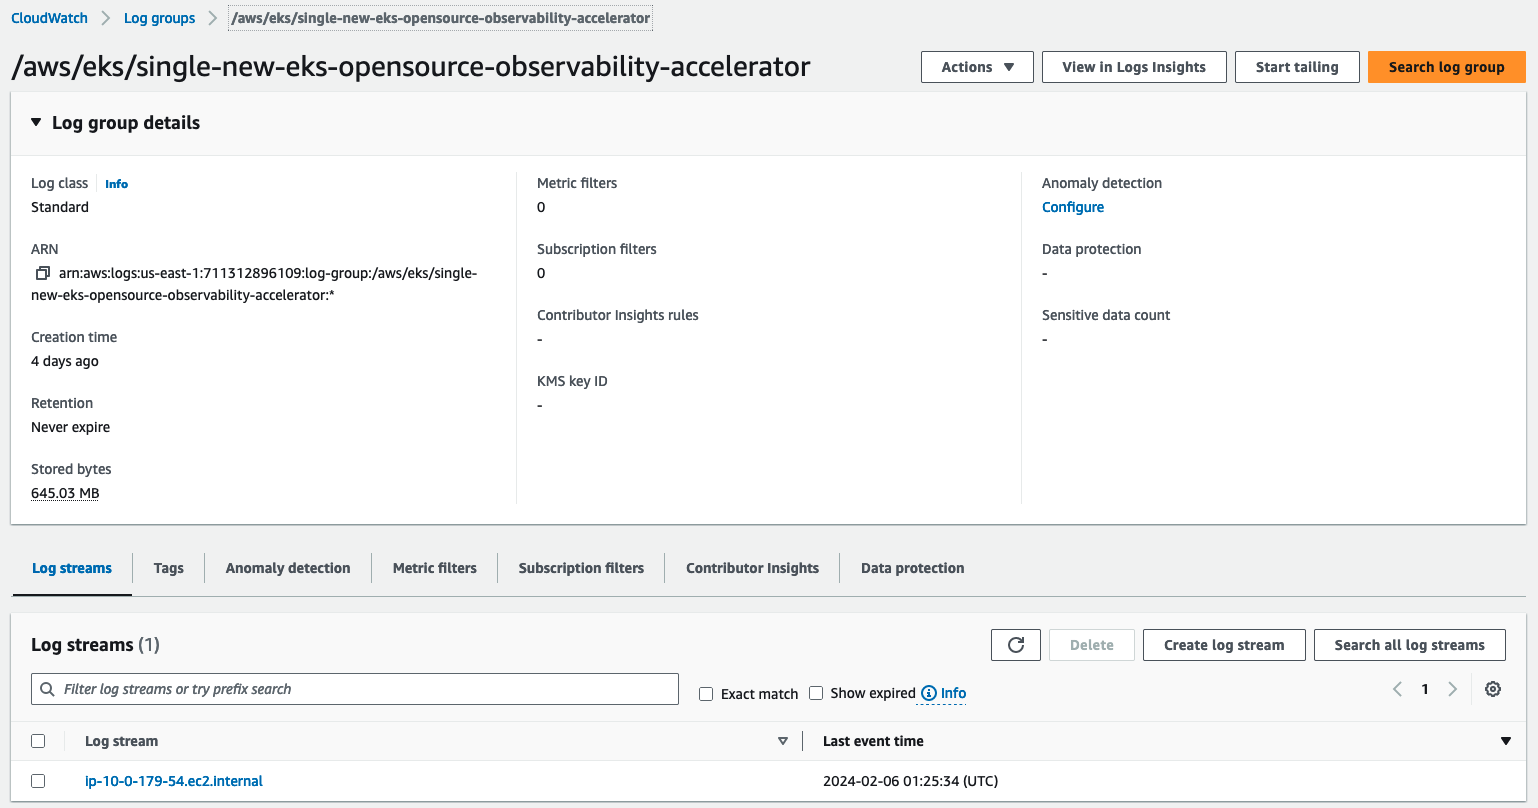 CloudWatch
Log groups
/aws/eks/single-new-eks-opensource-observability-accelerator
/aws/eks/single-new-eks-opensource-observability-accelerator
Actions
View in Logs Insights
Start tailing
Search log group
Log group details
Log class
Info
Standard
ARN
arn:aws:logs:us-east-1:711312896109:log-group:/aws/eks/single-
new-eks-opensource-observability-accelerator:*
Creation time
4 days ago
Retention
Never expire
Stored bytes
645.03 MB
Metric filters
0
Subscription filters
0
Contributor Insights rules
-
KMS key ID
-
Anomaly detection
Configure
Data protection
-
Sensitive data count
-
Log streams
Tags
Anomaly detection
Metric filters
Subscription filters
Contributor Insights
Data protection
Log streams (1)
Delete
Create log stream
Search all log streams
Filter log streams or try prefix search
Exact match
Show expired
Info
1
Log stream
Last event time
ip-10-0-179-54.ec2.internal
2024-02-06 01:25:34 (UTC)